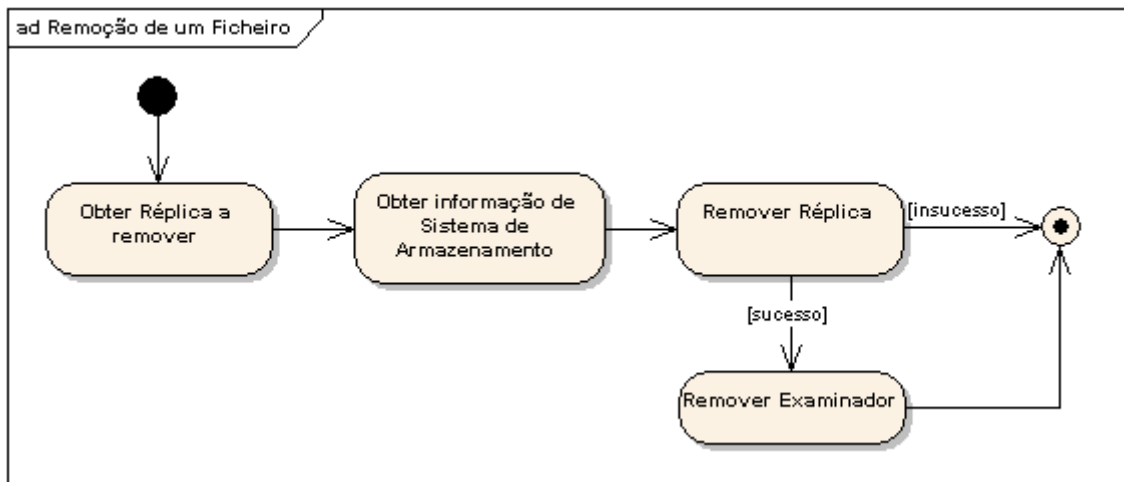 ad Remoção de um Ficheiro
Obter Réplica a
remover
Obter informação de
Sistema de
Armazenamento
Remover Réplica
[insucesso]
[sucesso]
Remover Examinador